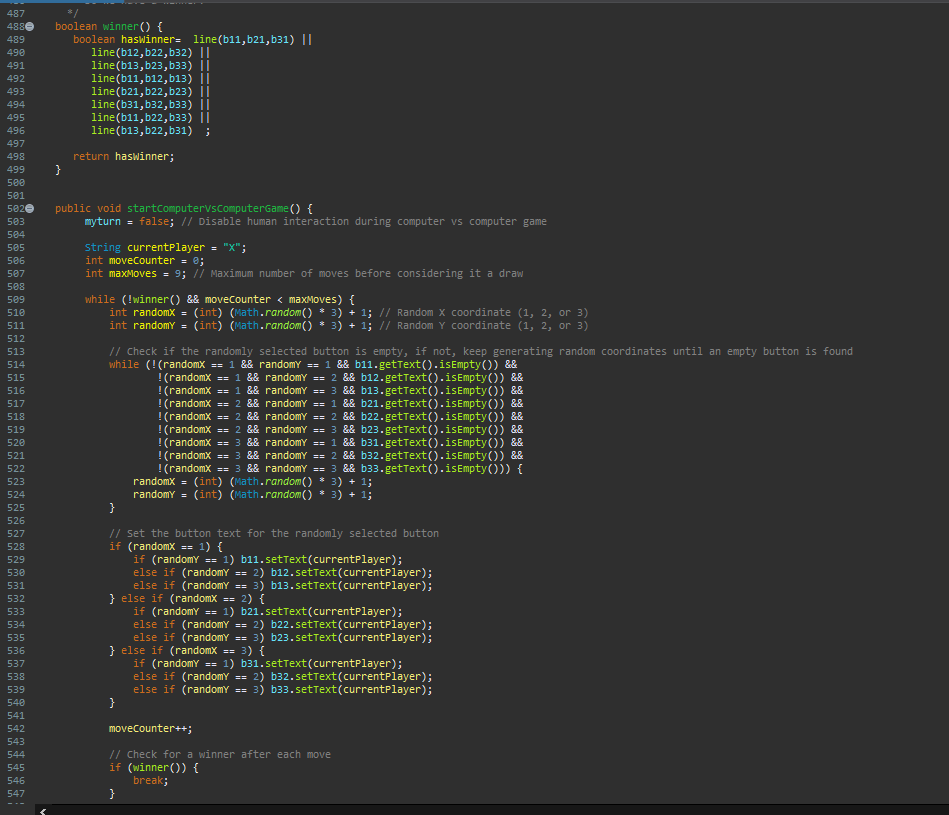 487 */
488 boolean winner() {
489 boolean hasWinner=  line(b11,b21,b31) ||
490 line(b12,b22,b32) ||
491 line(b13,b23,b33) ||
492 line(b11,b12,b13) ||
493 line(b21,b22,b23) ||
494 line(b31,b32,b33) ||
495 line(b11,b22,b33) ||
496 line(b13,b22,b31)  ;
497
498 return hasWinner;
499 }
500
501
502 public void startComputerVsComputerGame() {
503 myturn = false; // Disable human interaction during computer vs computer game
504
505 String currentPlayer = "X";
506 int moveCounter = 0;
507 int maxMoves = 9; // Maximum number of moves before considering it a draw
508
509 while (!winner() && moveCounter < maxMoves) {
510 int randomX = (int) (Math.random() * 3) + 1; // Random X coordinate (1, 2, or 3)
511 int randomY = (int) (Math.random() * 3) + 1; // Random Y coordinate (1, 2, or 3)
512
513 // Check if the randomly selected button is empty, if not, keep generating random coordinates until an empty button is found
514 while (!(randomX == 1 && randomY == 1 && b11.getText().isEmpty()) &&
515 !(randomX == 1 && randomY == 2 && b12.getText().isEmpty()) &&
516 !(randomX == 1 && randomY == 3 && b13.getText().isEmpty()) &&
517 !(randomX == 2 && randomY == 1 && b21.getText().isEmpty()) &&
518 !(randomX == 2 && randomY == 2 && b22.getText().isEmpty()) &&
519 !(randomX == 2 && randomY == 3 && b23.getText().isEmpty()) &&
520 !(randomX == 3 && randomY == 1 && b31.getText().isEmpty()) &&
521 !(randomX == 3 && randomY == 2 && b32.getText().isEmpty()) &&
522 !(randomX == 3 && randomY == 3 && b33.getText().isEmpty())) {
523 randomX = (int) (Math.random() * 3) + 1;
524 randomY = (int) (Math.random() * 3) + 1;
525 }
526
527 // Set the button text for the randomly selected button
528 if (randomX == 1) {
529 if (randomY == 1) b11.setText(currentPlayer);
530 else if (randomY == 2) b12.setText(currentPlayer);
531 else if (randomY == 3) b13.setText(currentPlayer);
532 } else if (randomX == 2) {
533 if (randomY == 1) b21.setText(currentPlayer);
534 else if (randomY == 2) b22.setText(currentPlayer);
535 else if (randomY == 3) b23.setText(currentPlayer);
536 } else if (randomX == 3) {
537 if (randomY == 1) b31.setText(currentPlayer);
538 else if (randomY == 2) b32.setText(currentPlayer);
539 else if (randomY == 3) b33.setText(currentPlayer);
540 }
541
542 moveCounter++;
543
544 // Check for a winner after each move
545 if (winner()) {
546 break;
547 }